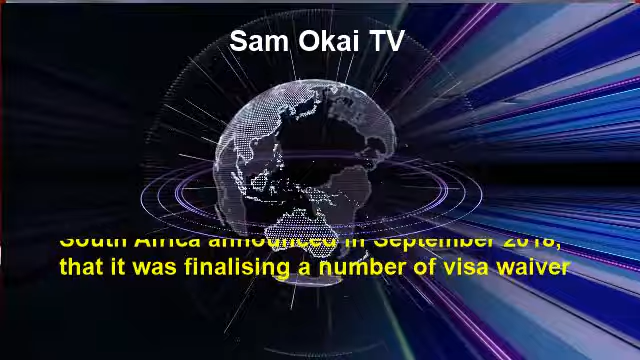 Sam Okai TV
South Africa announced in September 2018,
that it was finalising a number of visa waiver